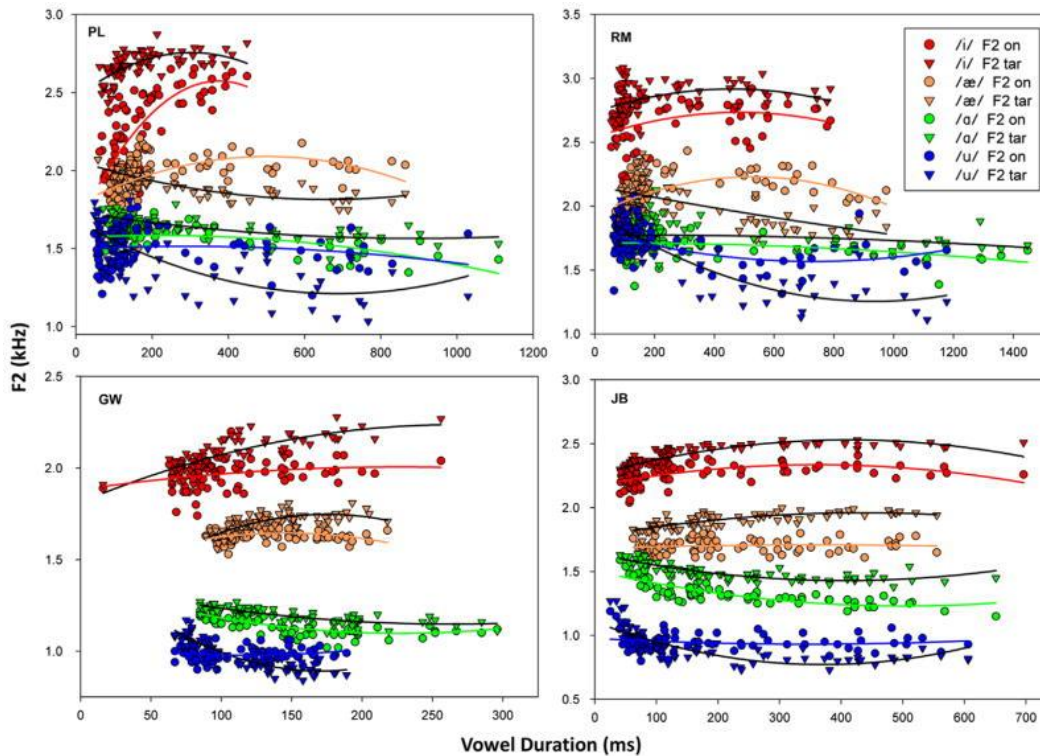 PL
3.0
2.5
2.0
1.5
1.0
0 200 400 600 800 1000 1200
RM
3.5
3.0
2.5
2.0
1.5
1.0
0 200 400 600 800 1000 1200 1400
/i/ F2 on
/i/ F2 tar
/æ/ F2 on
/æ/ F2 tar
/ɑ/ F2 on
/ɑ/ F2 tar
/u/ F2 on
/u/ F2 tar
F2 (kHz)
GW
2.5
2.0
1.5
1.0
0 50 100 150 200 250 300
JB
3.0
2.5
2.0
1.5
1.0
0.5
0 100 200 300 400 500 600 700
Vowel Duration (ms)